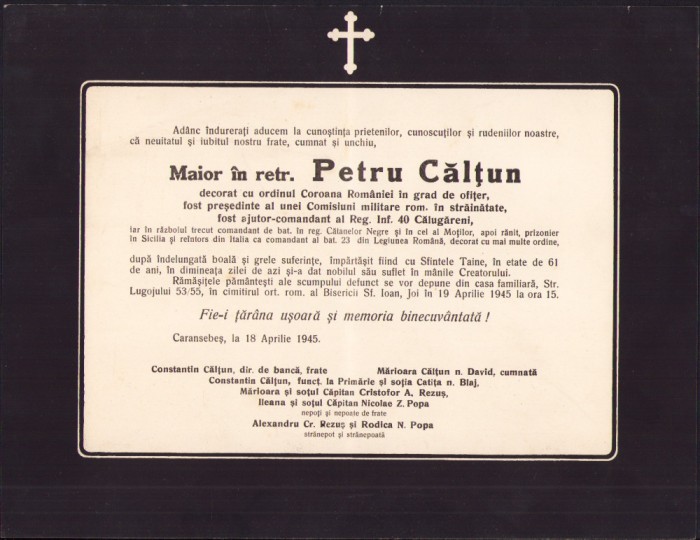 Adânc îndurerați aducem la cunoștința prietenilor, cunoscuților și rudeniilor noastre,
că neuitatul și iubitul nostru frate, cumnat și unchiu,
Maior în retr. Petru Călțun
decorat cu ordinul Coroana României în grad de ofițer,
fost președinte al unei Comisiuni militare rom. în străinătate,
fost ajutor-comandant al Reg. Inf. 40 Călugăreni,
iar în războlul trecut comandant de bat. în reg. Cătanelor Negre și în cel al Moților, apoi rănit, prizonier
în Sicilia și reîntors din Italia ca comandant al bat. 23 din Legiunea Română, decorat cu mai multe ordine,
după îndelungată boală și grele suferințe, împărtășit fiind cu Sfintele Taine, în etate de 61
de ani, în dimineața zilei de azi și-a dat nobilul său suflet în mânile Creatorului.
Rămășițele pământești ale scumpului defunct se vor depune din casa familiară, Str.
Lugojului 53/55, în cimitirul ort. rom. al Bisericii Sf. Ioan, Joi în 19 Aprilie 1945 la ora 15.
Fie-i țărâna ușoară și memoria binecuvântată !
Caransebeș, la 18 Aprilie 1945.
Constantin Călțun, dir. de bancă, frate Mărioara Călțun n. David, cumnată
Constantin Călțun, funcț. la Primărie și soția Catița n. Blaj,
Mărioara și soțul Căpitan Cristofor A. Rezuș,
Ileana și soțul Căpitan Nicolae Z. Popa
nepoți și nepoate de frate
Alexandru Cr. Rezuș și Rodica N. Popa
strănepot și strănepoată